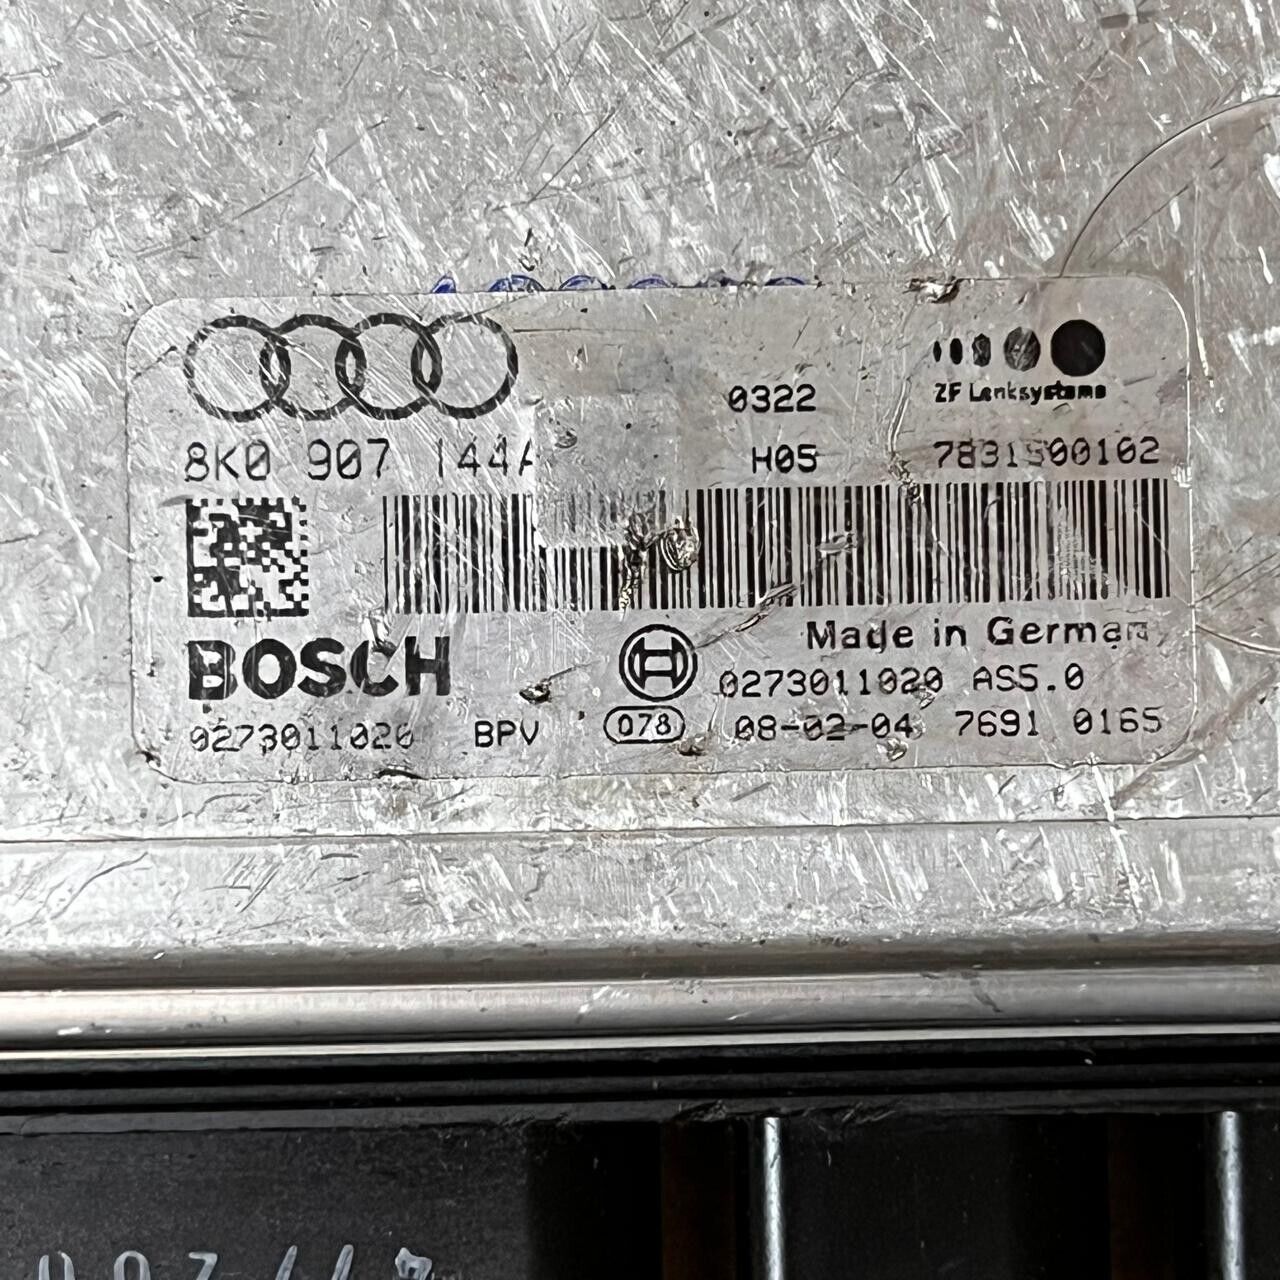 0322
ZF Lenksysteme
8K0 907 144A
H05
7831500102
Made in Germany
BOSCH
0273011020 AS5.0
0273011020 BPV 078 08-02-04 7691 0165